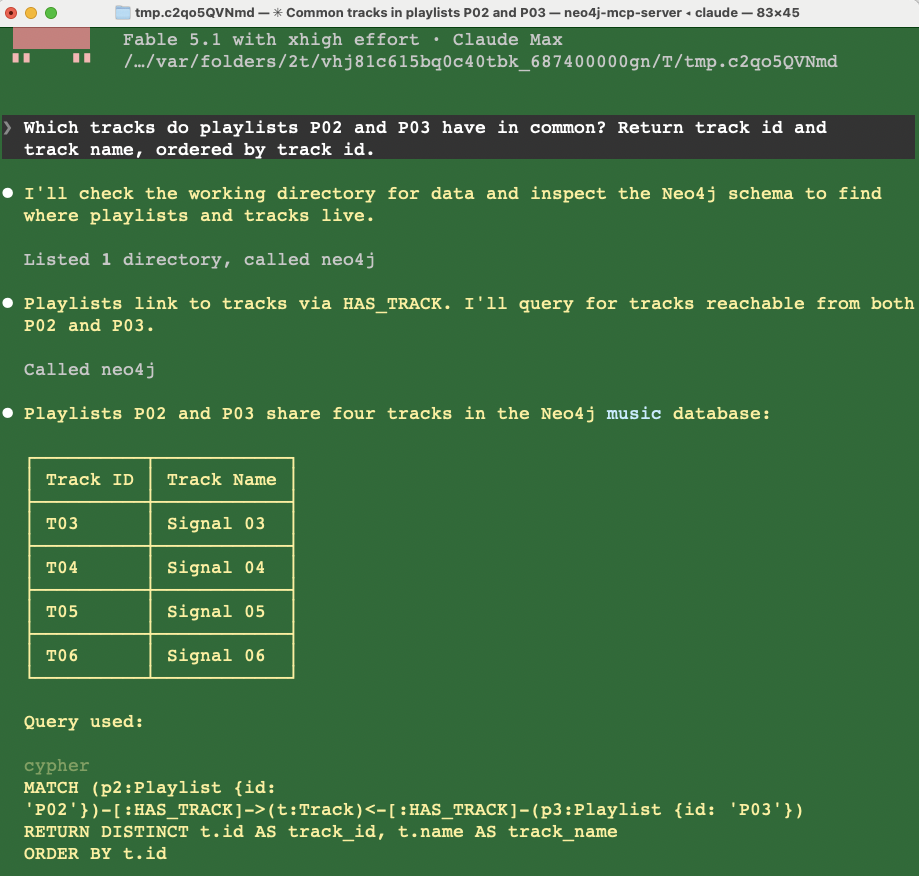 tmp.c2qo5QVNmd — ✳ Common tracks in playlists P02 and P03 — neo4j-mcp-server ◂ claude — 83×45
Fable 5.1 with xhigh effort · Claude Max
/…/var/folders/2t/vhj81c615bq0c40tbk_687400000gn/T/tmp.c2qo5QVNmd
❯ Which tracks do playlists P02 and P03 have in common? Return track id and
track name, ordered by track id.
● I'll check the working directory for data and inspect the Neo4j schema to find
where playlists and tracks live.
Listed 1 directory, called neo4j
● Playlists link to tracks via HAS_TRACK. I'll query for tracks reachable from both
P02 and P03.
Called neo4j
● Playlists P02 and P03 share four tracks in the Neo4j music database:
Track ID Track Name
T03 Signal 03
T04 Signal 04
T05 Signal 05
T06 Signal 06
Query used:
cypher
MATCH (p2:Playlist {id:
'P02'})-[:HAS_TRACK]->(t:Track)<-[:HAS_TRACK]-(p3:Playlist {id: 'P03'})
RETURN DISTINCT t.id AS track_id, t.name AS track_name
ORDER BY t.id